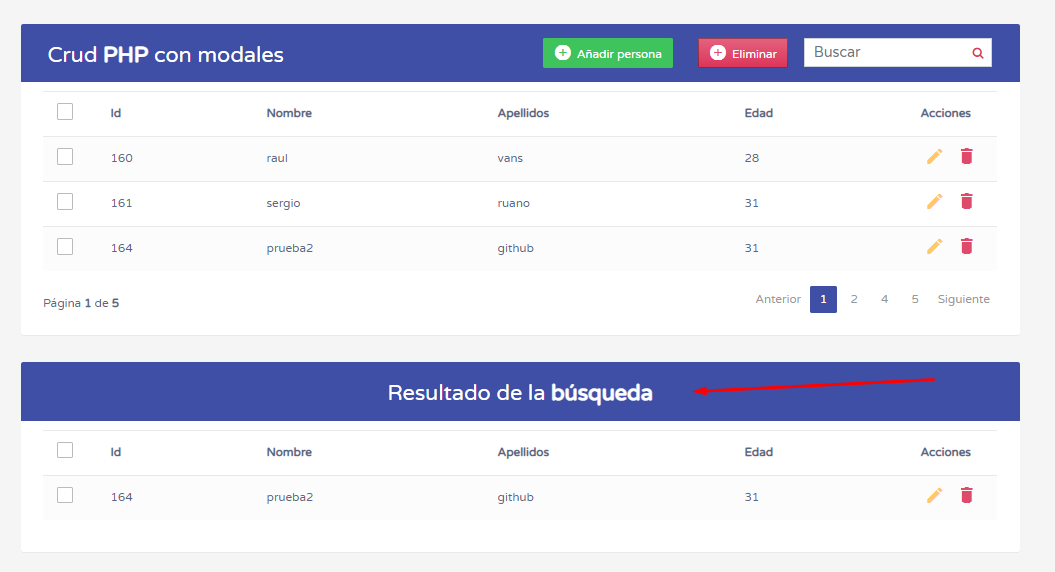 Crud PHP con modales
Añadir persona
Eliminar
Buscar
Id Nombre Apellidos Edad Acciones
160 raul vans 28
161 sergio ruano 31
164 prueba2 github 31
Página 1 de 5
Anterior 1 2 4 5 Siguiente
Resultado de la búsqueda
Id Nombre Apellidos Edad Acciones
164 prueba2 github 31